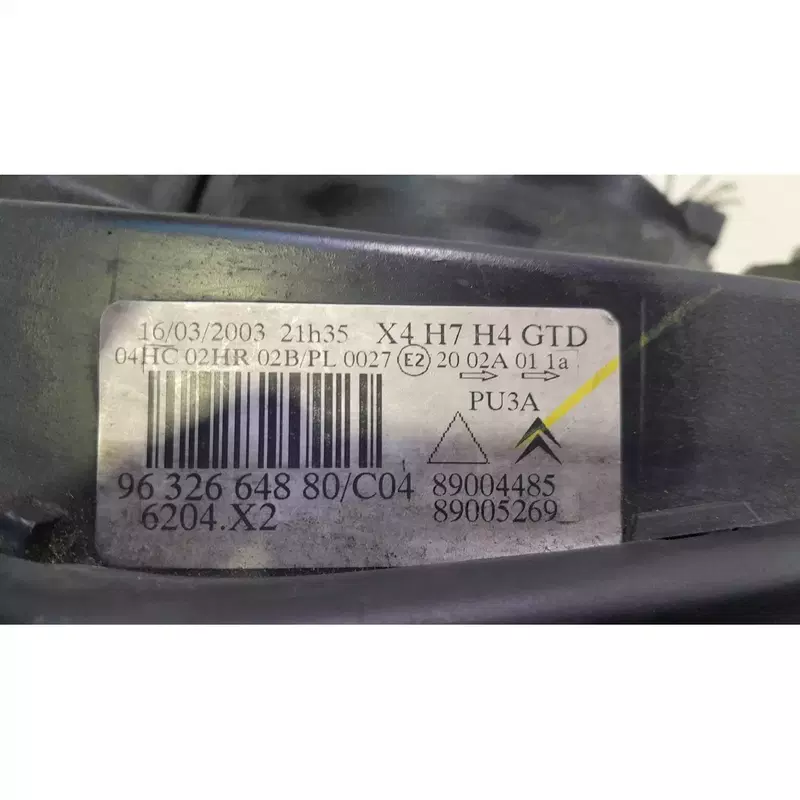 16/03/2003 21h35 X4 H7 H4 GTD
04HC 02HR 02B/PL 0027 E2 20 02A 01 1a
PU3A
96 326 648 80/C04 89004485
6204.X2 89005269